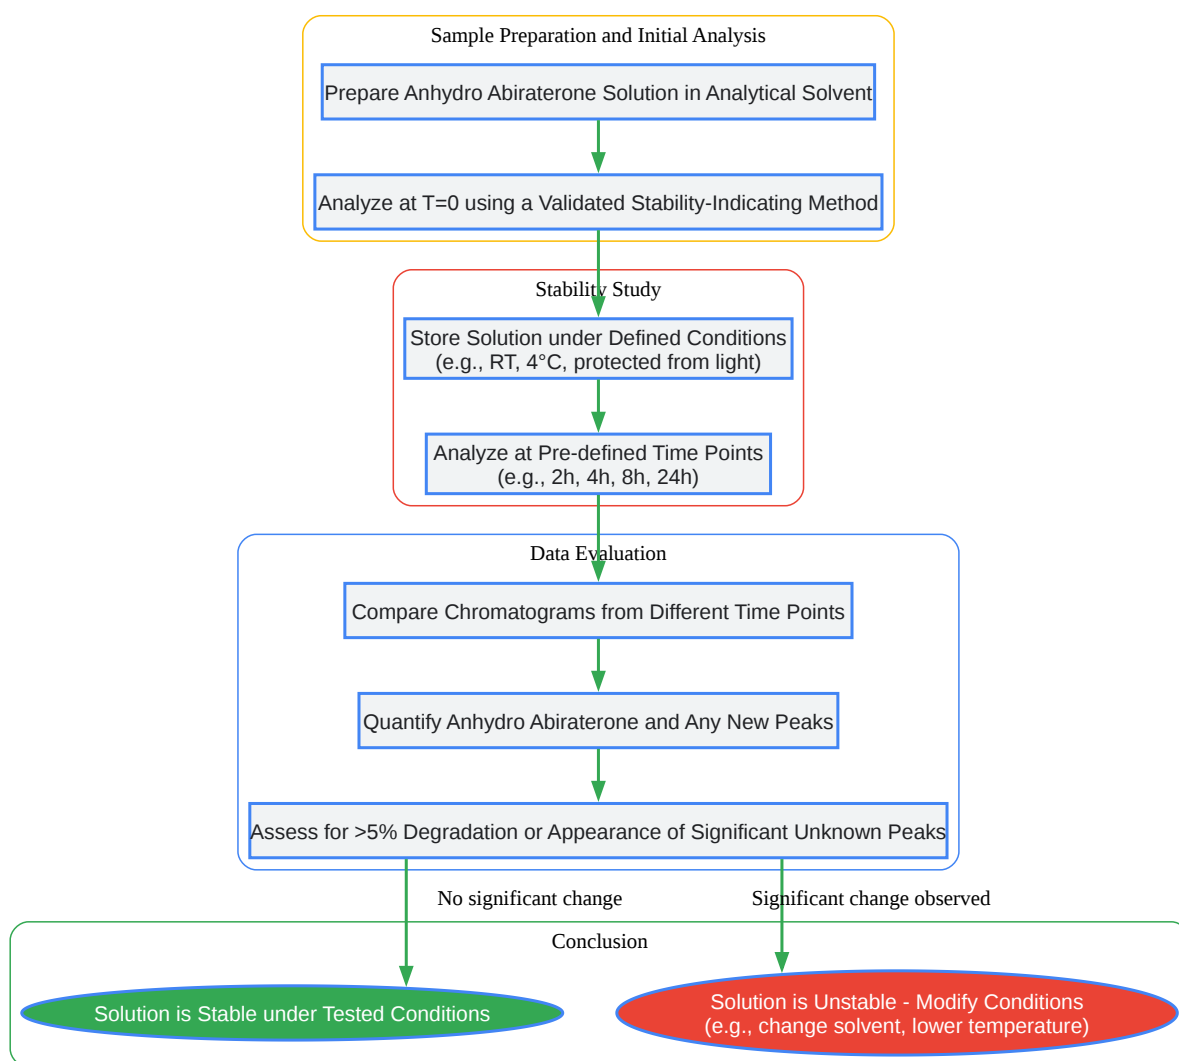 Sample Preparation and Initial Analysis
Prepare Anhydro Abiraterone Solution in Analytical Solvent
Analyze at T=0 using a Validated Stability-Indicating Method
Stability Study
Store Solution under Defined Conditions
(e.g., RT, 4°C, protected from light)
Analyze at Pre-defined Time Points
(e.g., 2h, 4h, 8h, 24h)
Data Evaluation
Compare Chromatograms from Different Time Points
Quantify Anhydro Abiraterone and Any New Peaks
Assess for >5% Degradation or Appearance of Significant Unknown Peaks
No significant change
Significant change observed
Conclusion
Solution is Stable under Tested Conditions
Solution is Unstable - Modify Conditions
(e.g., change solvent, lower temperature)